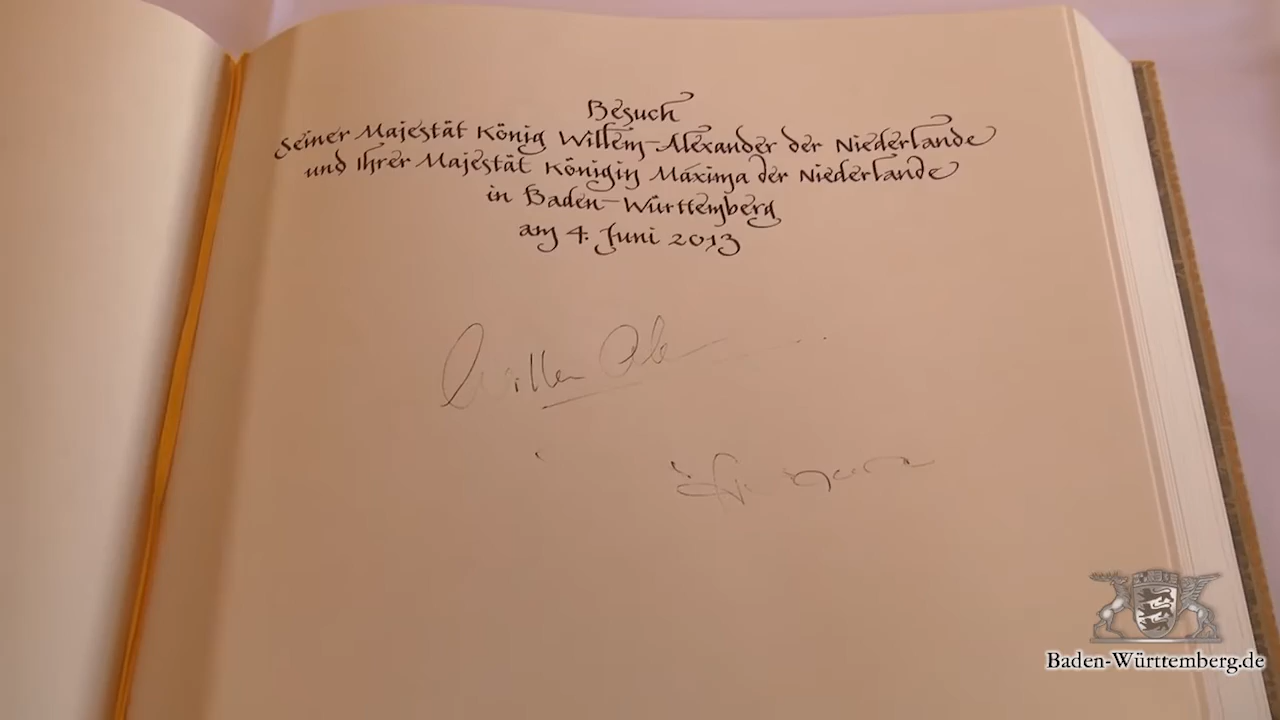 Besuch
Seiner Majestät König Willem-Alexander der Niederlande
und Ihrer Majestät Königin Máxima der Niederlande
in Baden-Württemberg
am 4. Juni 2013
Willem
Baden-Württemberg.de